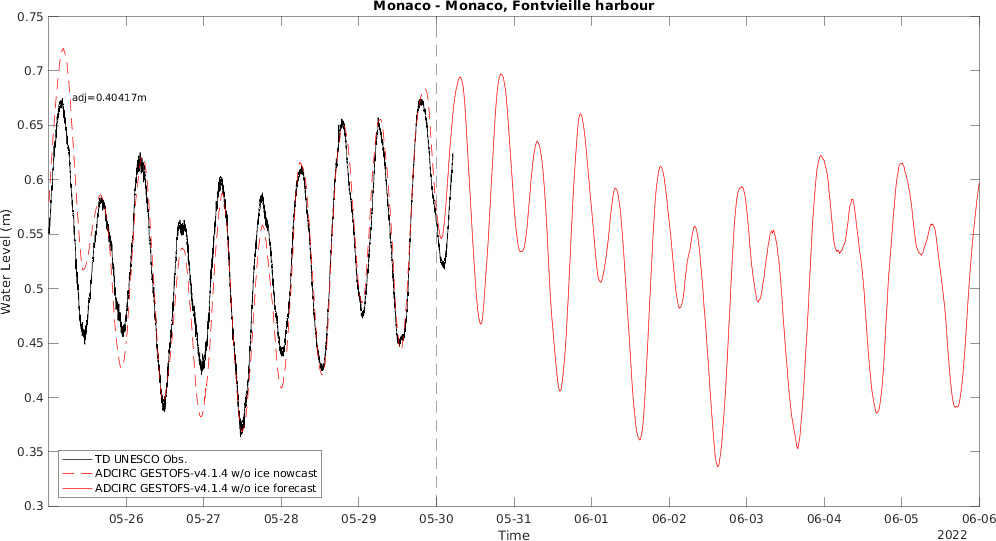 Monaco - Monaco, Fontvieille harbour
0.75
0.7
adj=0.40417m
0.65
0.6
0.55
0.5
0.45
0.4
0.35
0.3
Water Level (m)
TD UNESCO Obs.
ADCIRC GESTOFS-v4.1.4 w/o ice nowcast
ADCIRC GESTOFS-v4.1.4 w/o ice forecast
05-26 05-27 05-28 05-29 05-30 05-31 06-01 06-02 06-03 06-04 06-05 06-06
Time
2022